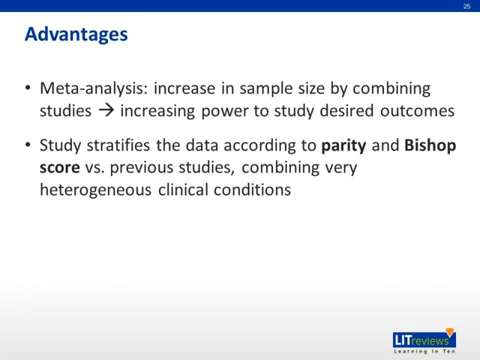 25
Advantages
• Meta-analysis: increase in sample size by combining
studies → increasing power to study desired outcomes
• Study stratifies the data according to parity and Bishop
score vs. previous studies, combining very
heterogeneous clinical conditions
LITreviews
Learning In Ten